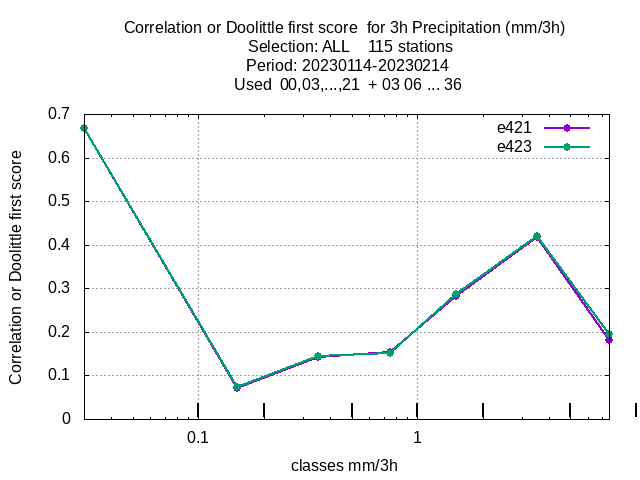 Correlation or Doolittle first score  for 3h Precipitation (mm/3h)
Selection: ALL    115 stations
Period: 20230114-20230214
Used  00,03,...,21  + 03 06 ... 36
0.7
0.6
0.5
0.4
0.3
0.2
0.1
0
Correlation or Doolittle first score
e421
e423
0.1
1
classes mm/3h